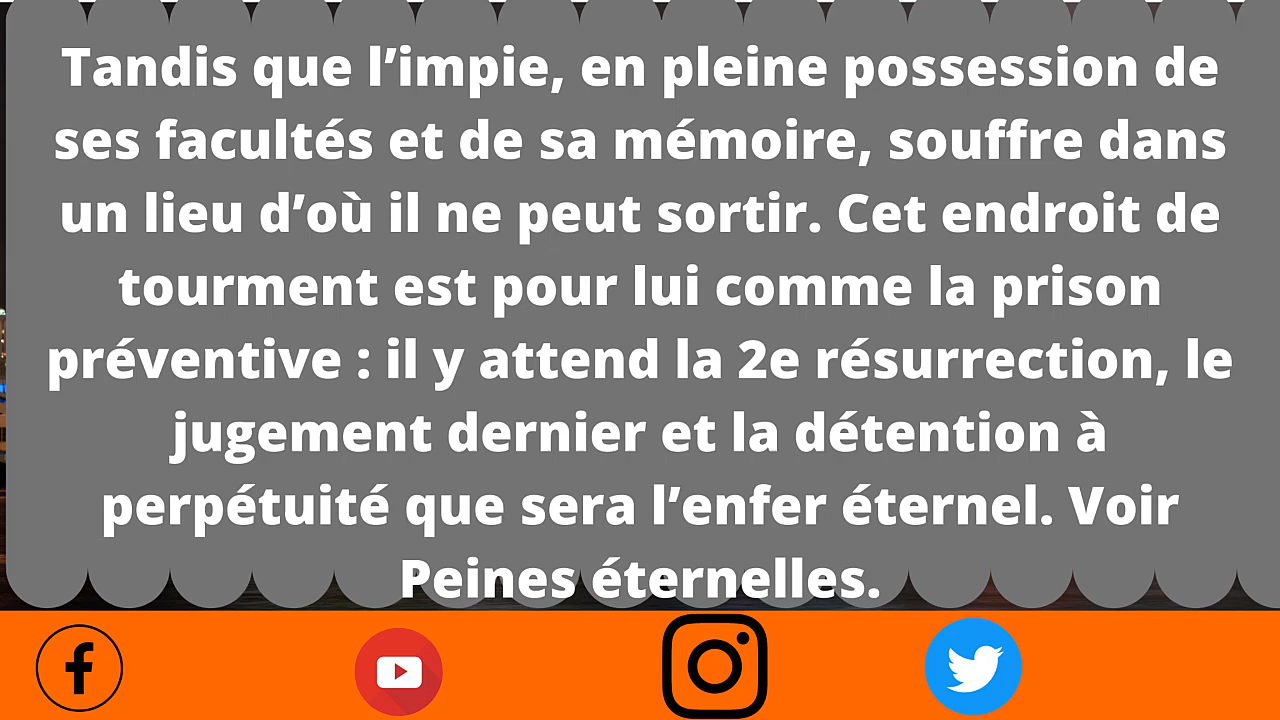 Tandis que l’impie, en pleine possession de
ses facultés et de sa mémoire, souffre dans
un lieu d’où il ne peut sortir. Cet endroit de
tourment est pour lui comme la prison
préventive : il y attend la 2e résurrection, le
jugement dernier et la détention à
perpétuité que sera l’enfer éternel. Voir
Peines éternelles.